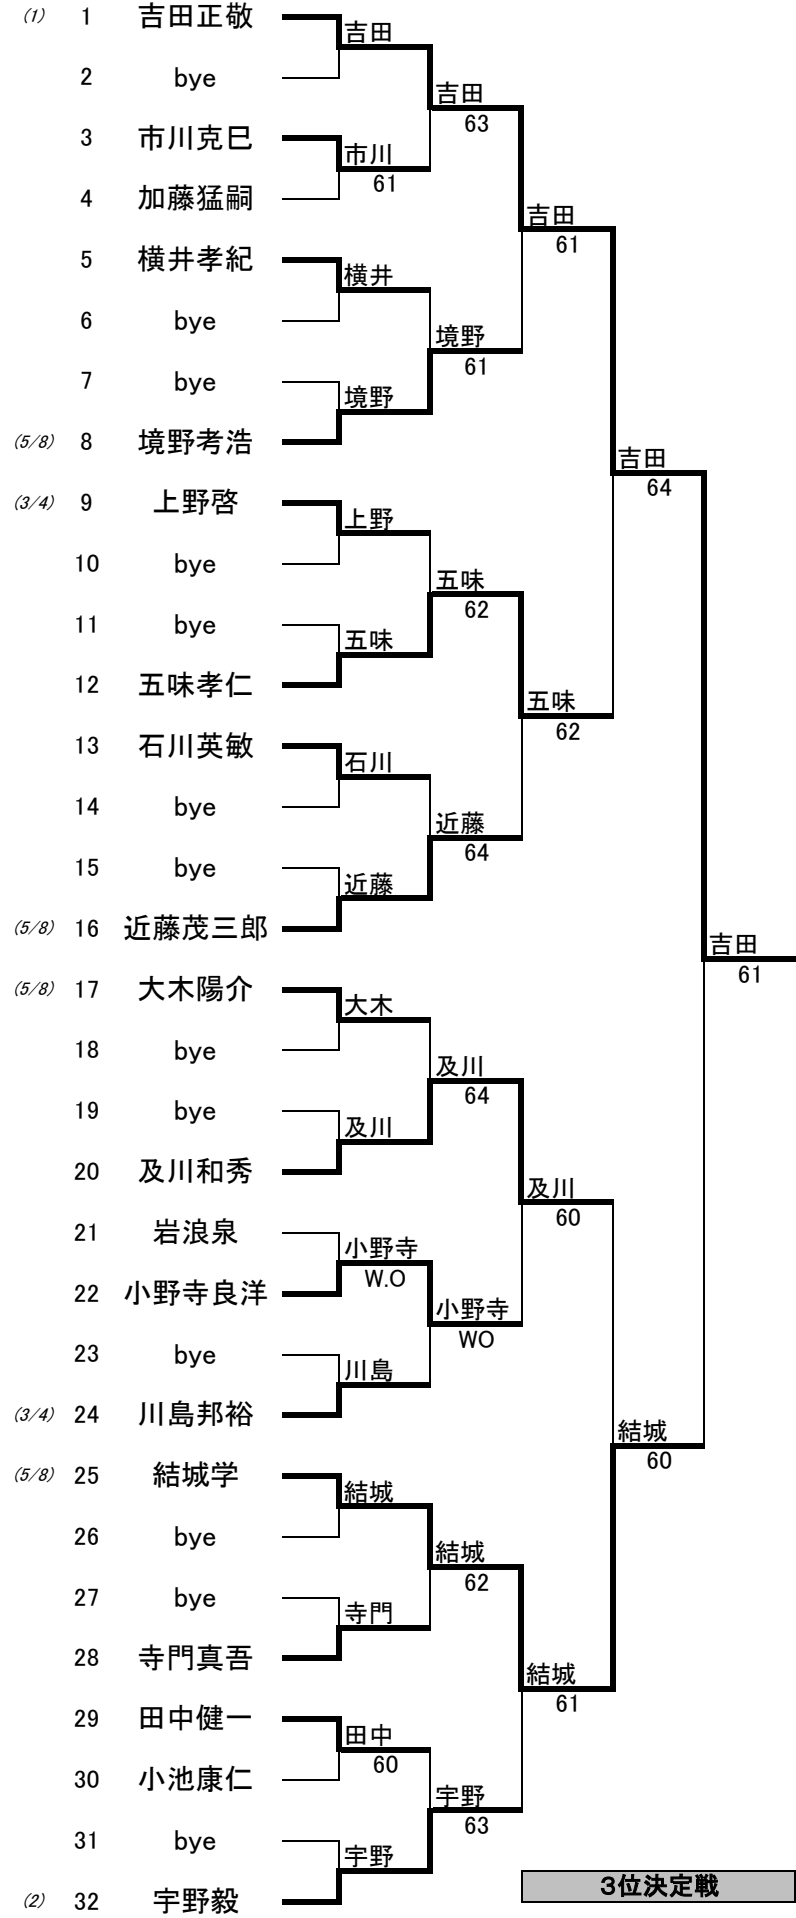 (1) 1 吉田正敬
吉田
2 bye
吉田
63
3 市川克巳
市川
61
4 加藤猛嗣
吉田
61
5 横井孝紀
横井
6 bye
境野
61
7 bye
境野
(5/8) 8 境野考浩
吉田
64
(3/4) 9 上野啓
上野
10 bye
五味
62
11 bye
五味
12 五味孝仁
五味
62
13 石川英敏
石川
14 bye
近藤
64
15 bye
近藤
(5/8) 16 近藤茂三郎
吉田
61
(5/8) 17 大木陽介
大木
18 bye
及川
64
19 bye
及川
20 及川和秀
及川
60
21 岩浪泉
小野寺
W.O
22 小野寺良洋
小野寺
WO
23 bye
川島
(3/4) 24 川島邦裕
結城
60
(5/8) 25 結城学
結城
26 bye
結城
62
27 bye
寺門
28 寺門真吾
結城
61
29 田中健一
田中
60
30 小池康仁
宇野
63
31 bye
宇野
(2) 32 宇野毅
3位決定戦